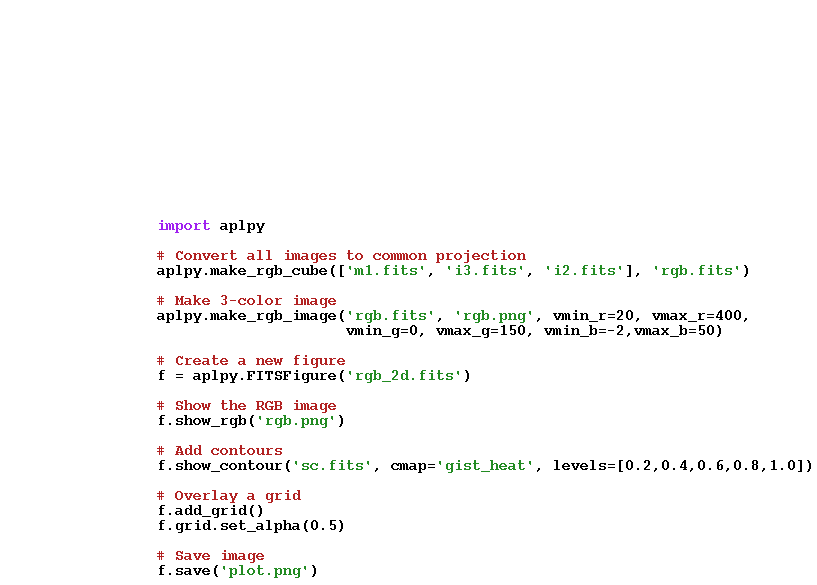 import aplpy
# Convert all images to common projection
aplpy.make_rgb_cube(['m1.fits', 'i3.fits', 'i2.fits'], 'rgb.fits')
# Make 3-color image
aplpy.make_rgb_image('rgb.fits', 'rgb.png', vmin_r=20, vmax_r=400,
vmin_g=0, vmax_g=150, vmin_b=-2,vmax_b=50)
# Create a new figure
f = aplpy.FITSFigure('rgb_2d.fits')
# Show the RGB image
f.show_rgb('rgb.png')
# Add contours
f.show_contour('sc.fits', cmap='gist_heat', levels=[0.2,0.4,0.6,0.8,1.0])
# Overlay a grid
f.add_grid()
f.grid.set_alpha(0.5)
# Save image
f.save('plot.png')